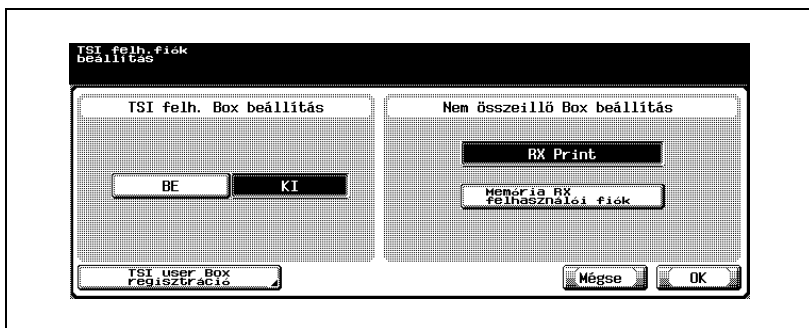 TSI felh.fiók
beállítás
TSI felh. Box beállítás
Nem összeillő Box beállítás
RX Print
BE
KI
Memória RX
felhasználói fiók
TSI user Box
regisztráció
Mégse
OK